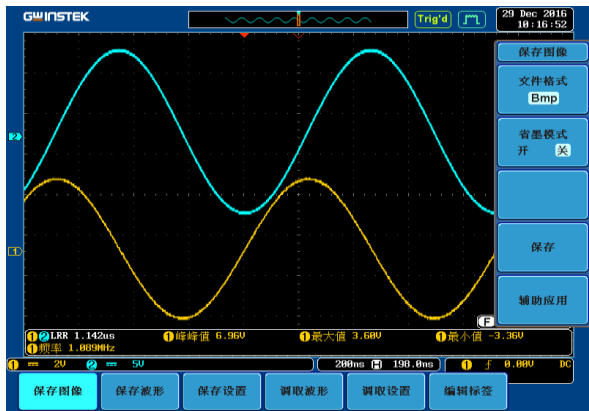 GWINSTEK
Trig'd
29 Dec 2016
10:16:52
保存图像
文件格式
Bmp
省墨模式
开 关
保存
辅助应用
2
1
F
1 2 LRR 1.142us
1 峰峰值 6.96V
1 最大值 3.60V
1 最小值 -3.36V
1 频率 1.089MHz
1 2V 2 5V
200ns H 198.0ns
1 f 0.00V DC
保存图像 保存波形 保存设置 调取波形 调取设置 编辑标签